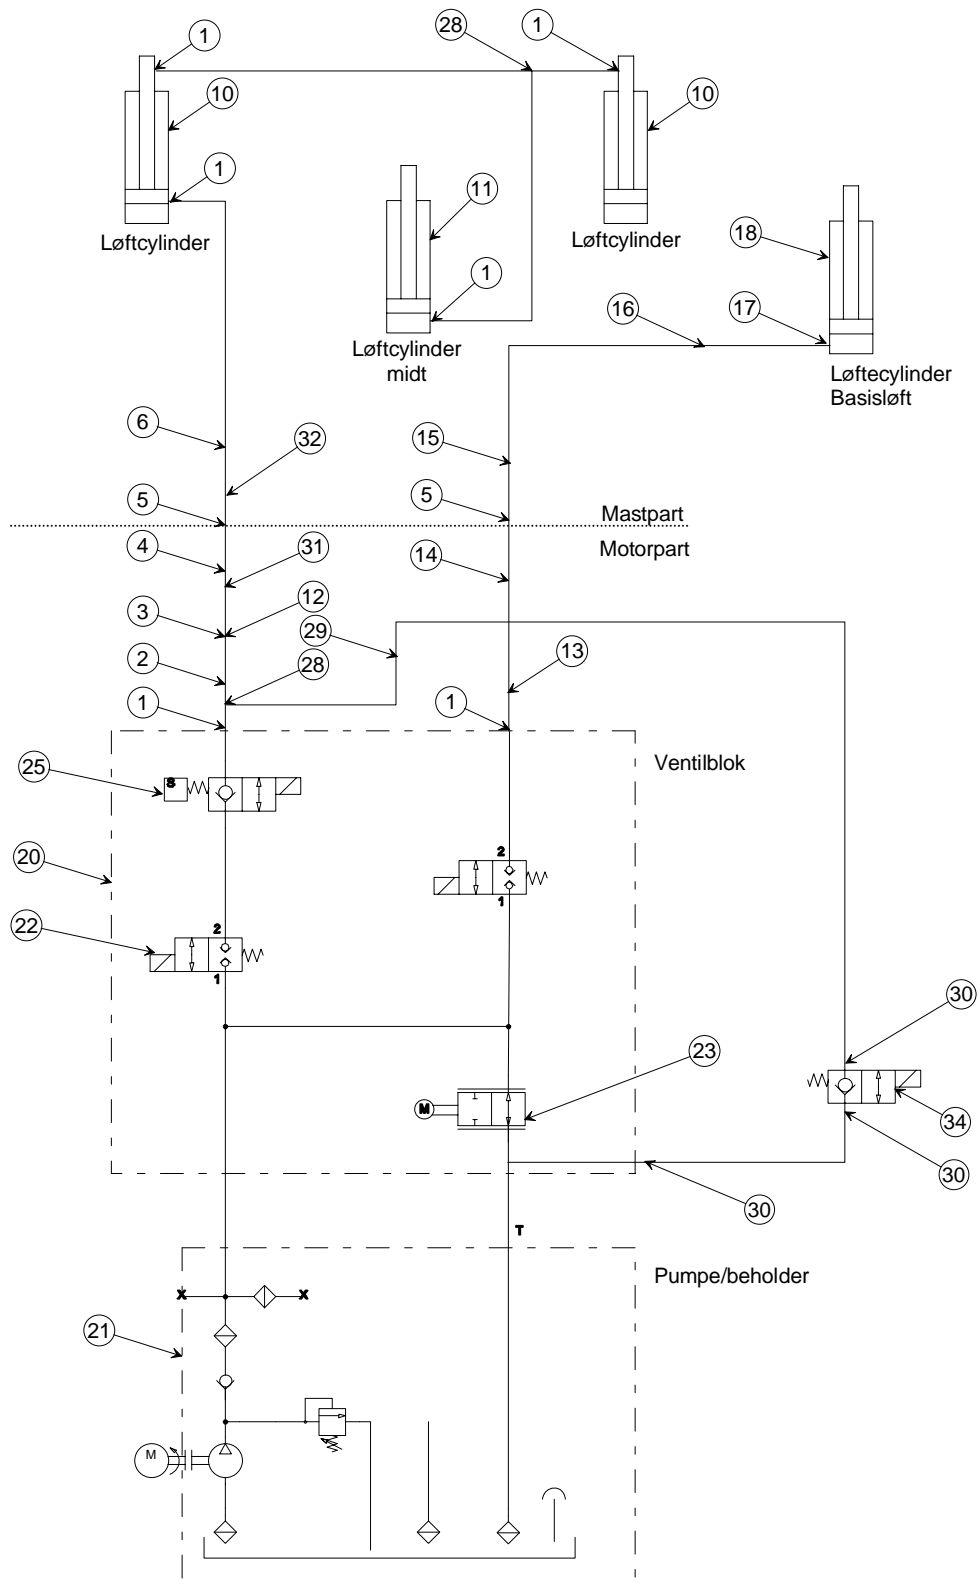 1
28
1
10
10
1
11
18
1
Løftcylinder
Løftcylinder
16
17
Løftcylinder
midt
Løftecylinder
Basisløft
6
32
15
5
5
Mastpart
Motorpart
4
31
14
3
12
29
2
28
13
1
1
25
S
Ventilblok
20
2
1
22
2
1
30
23
M
34
30
30
T
Pumpe/beholder
X
X
21
M